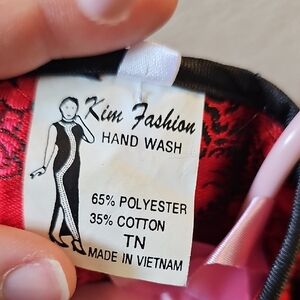 Kim Fashion
HAND WASH
65% POLYESTER
35% COTTON
TN
MADE IN VIETNAM